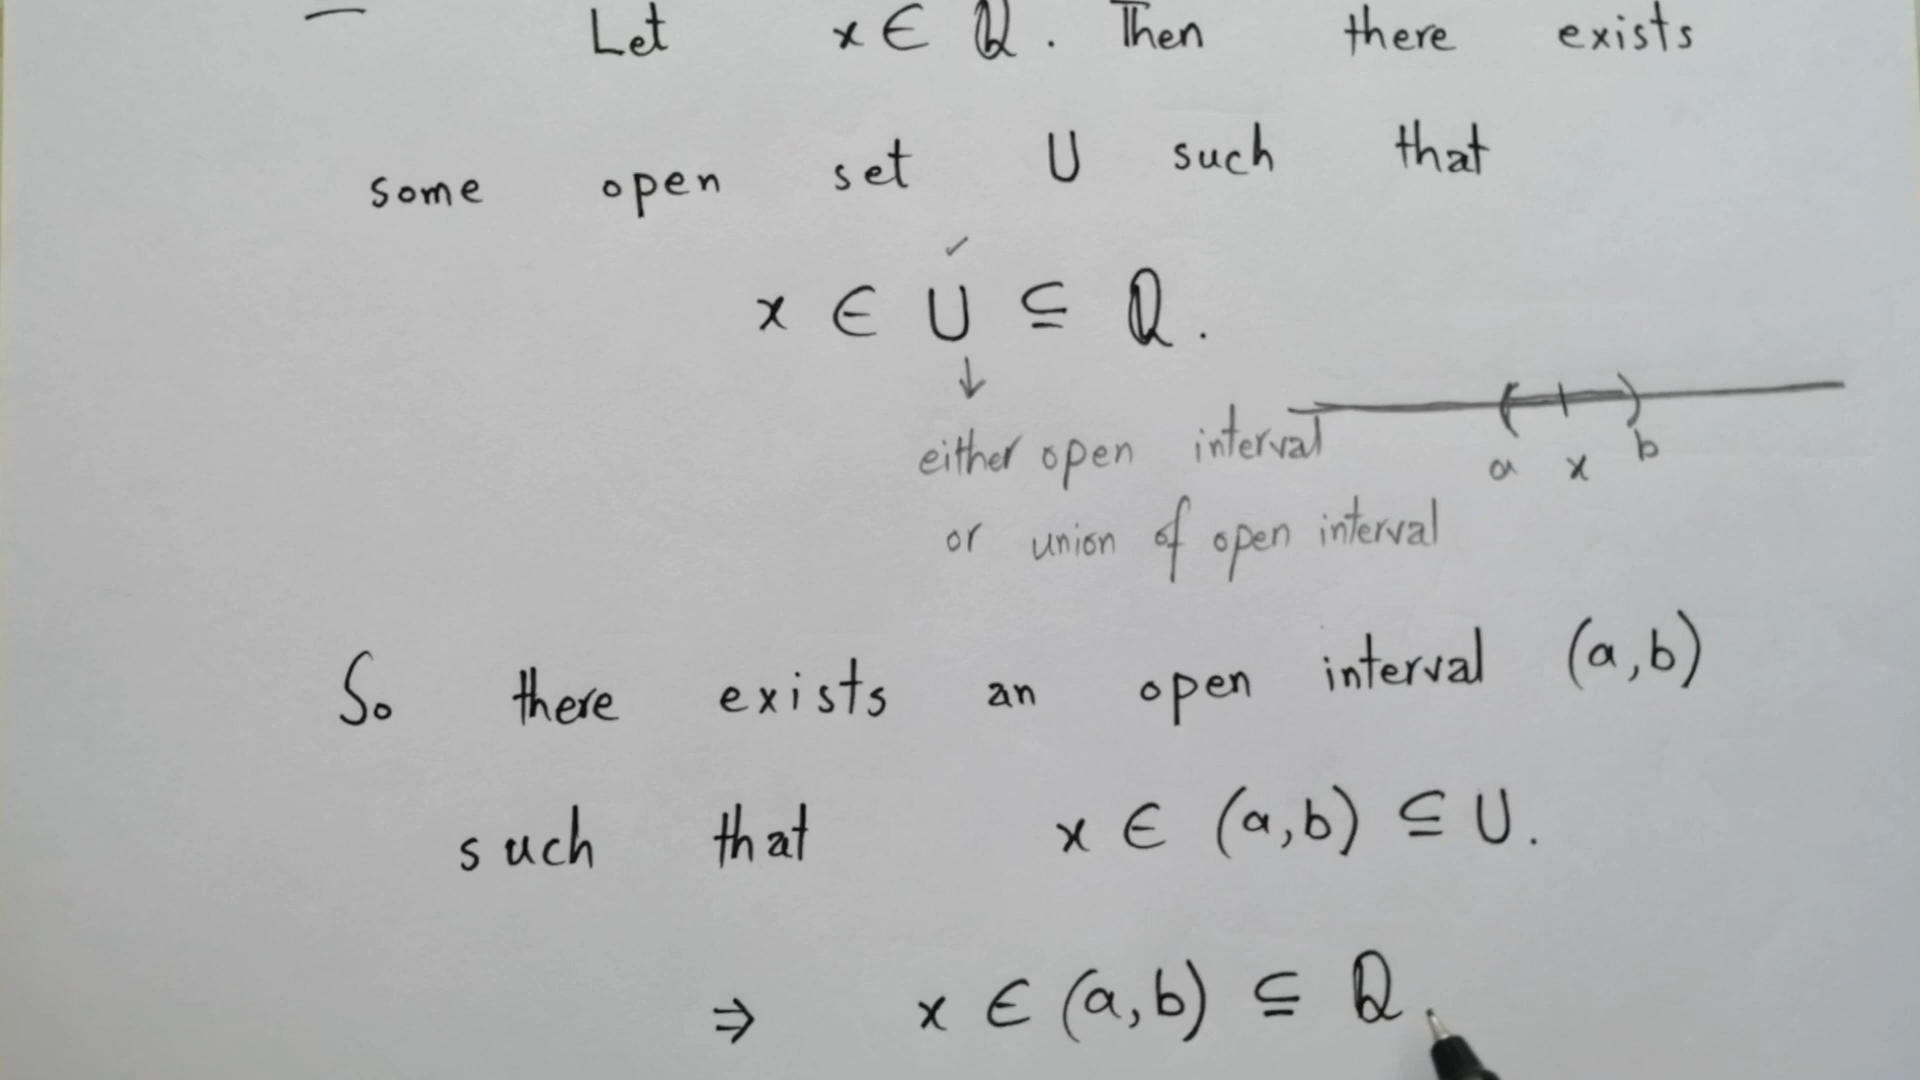 Let x ∈ ℚ. Then there exists
some open set U such that
x ∈ U ⊆ ℚ.
↓
either open interval
a x b
or union of open interval
So there exists an open interval (a,b)
such that x ∈ (a,b) ⊆ U.
⇒ x ∈ (a,b) ⊆ ℚ.